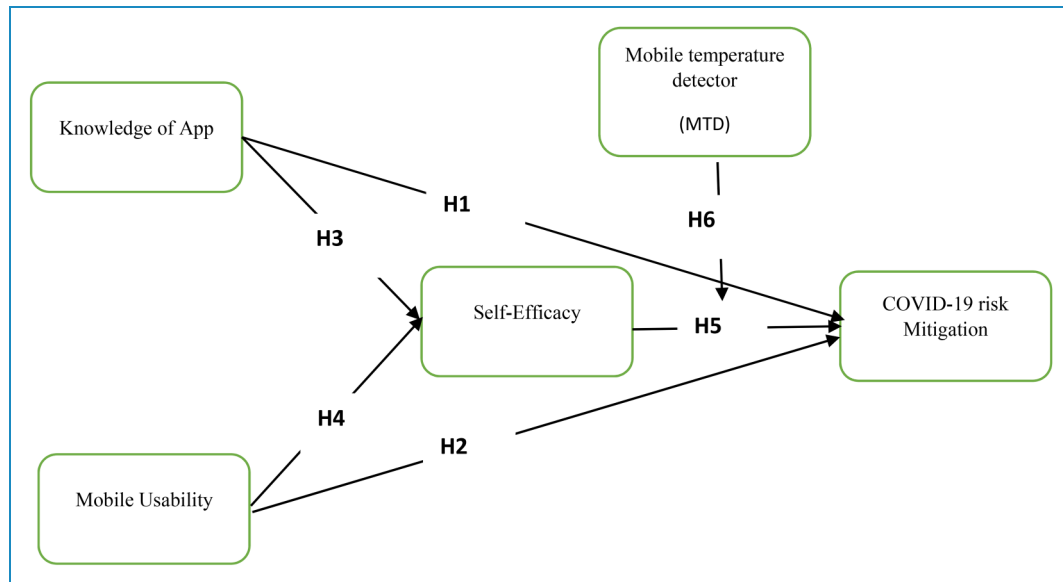 Mobile temperature
detector
(MTD)
Knowledge of App
H1
H6
H3
Self-Efficacy
H5
COVID-19 risk
Mitigation
H4
H2
Mobile Usability